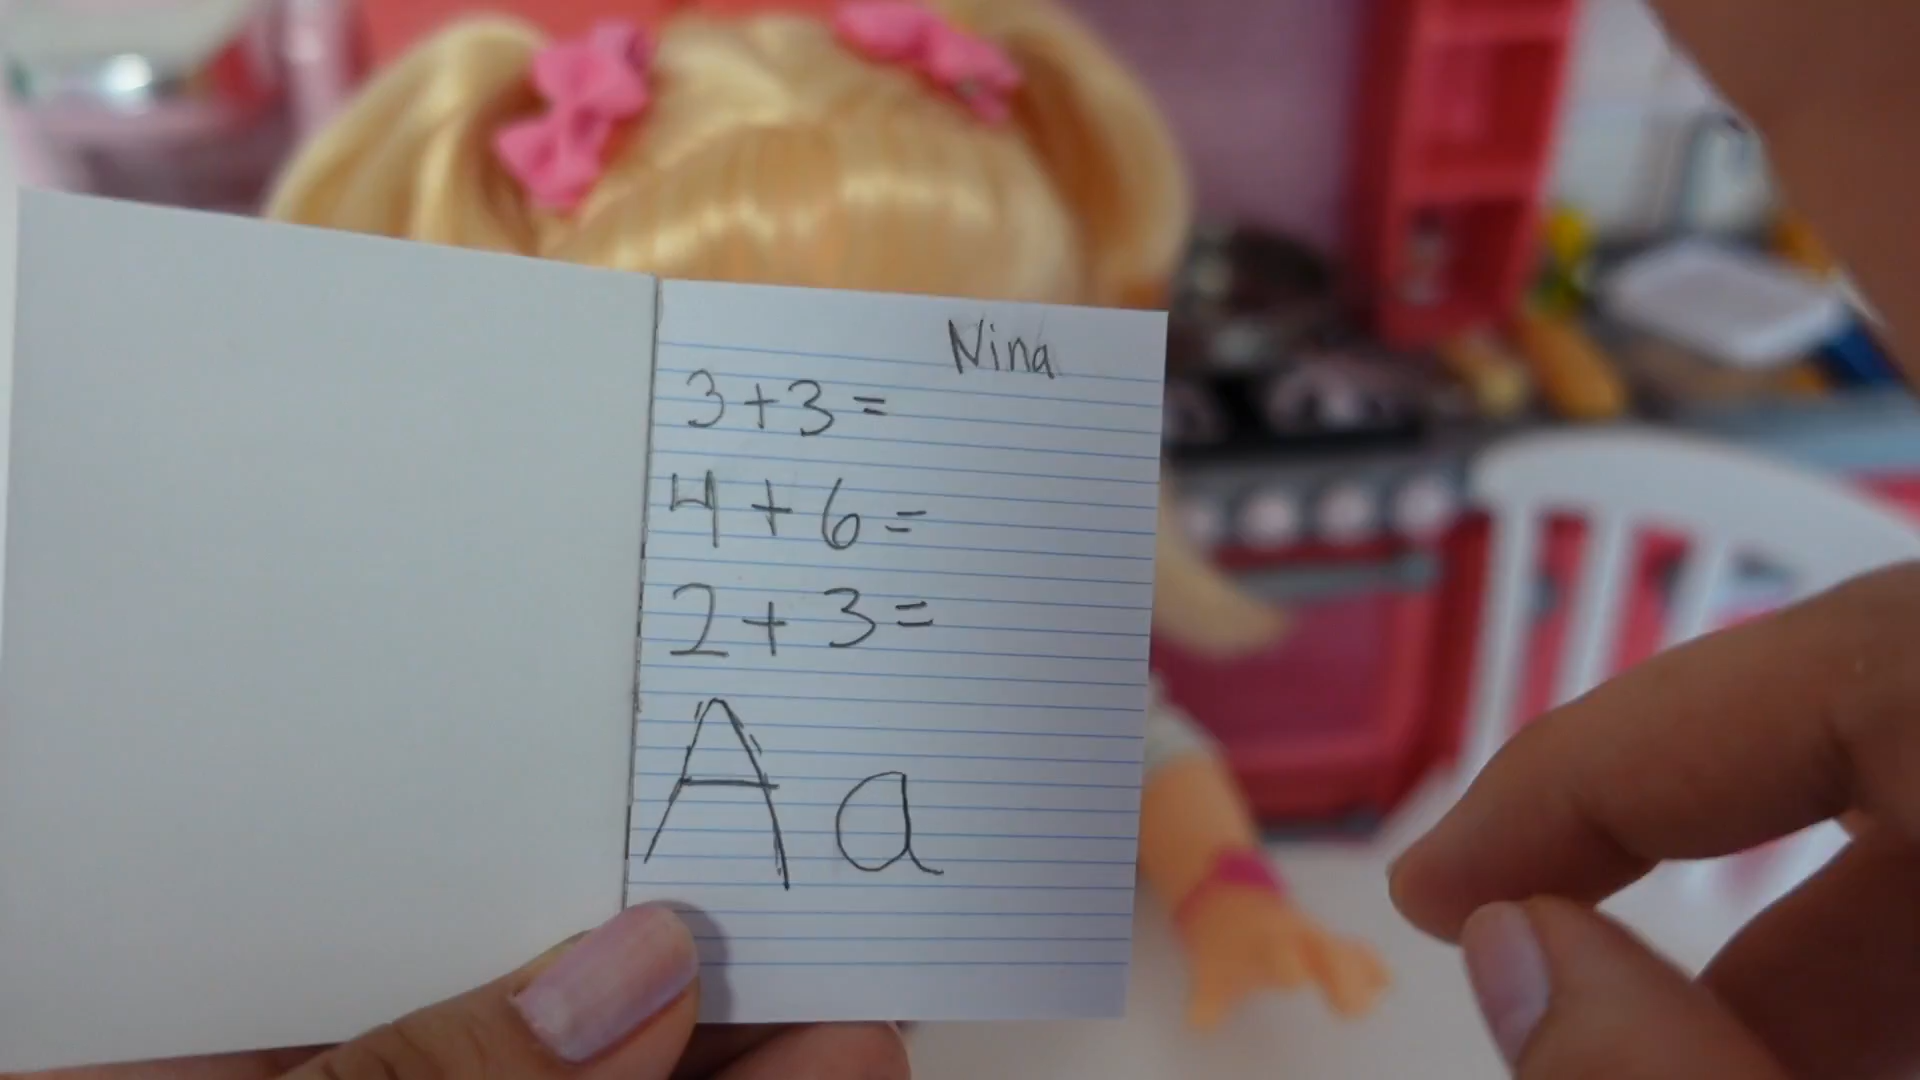 Nina
3+3=
4+6=
2+3=
A a